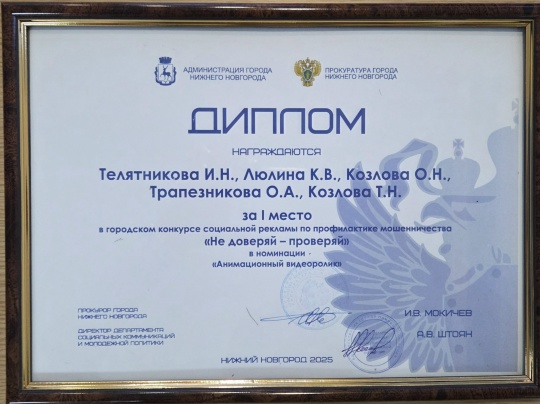 АДМИНИСТРАЦИЯ ГОРОДА
НИЖНЕГО НОВГОРОДА
ПРОКУРАТУРА ГОРОДА
НИЖНЕГО НОВГОРОДА
ДИПЛОМ
НАГРАЖДАЮТСЯ
Телятникова И.Н., Люлина К.В., Козлова О.Н.,
Трапезникова О.А., Козлова Т.Н.
за I место
в городском конкурсе социальной рекламы по профилактике мошенничества
«Не доверяй – проверяй»
в номинации -
«Анимационный видеоролик»
ПРОКУРОР ГОРОДА
НИЖНЕГО НОВГОРОДА
И.В. МОКИЧЕВ
ДИРЕКТОР ДЕПАРТАМЕНТА
СОЦИАЛЬНЫХ КОММУНИКАЦИЙ
И МОЛОДЕЖНОЙ ПОЛИТИКИ
А.В. ШТОЯН
НИЖНИЙ НОВГОРОД 2025